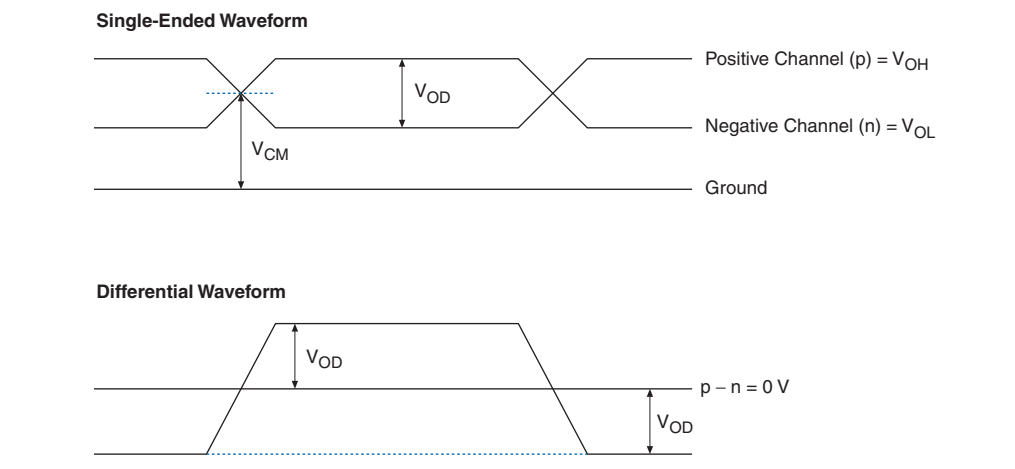 Single-Ended Waveform
Positive Channel (p) = VOH
VOD
Negative Channel (n) = VOL
VCM
Ground
Differential Waveform
VOD
p – n = 0 V
VOD